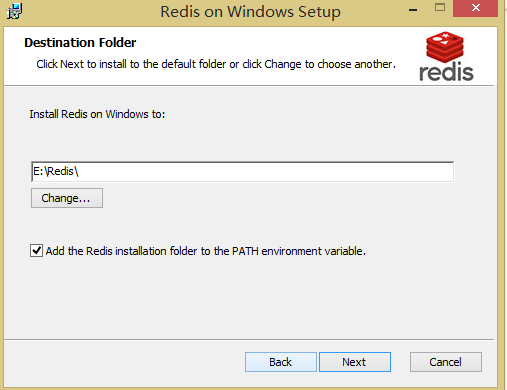 Redis on Windows Setup
Destination Folder
Click Next to install to the default folder or click Change to choose another.
redis
Install Redis on Windows to:
E:\Redis\
Change...
Add the Redis installation folder to the PATH environment variable.
Back
Next
Cancel